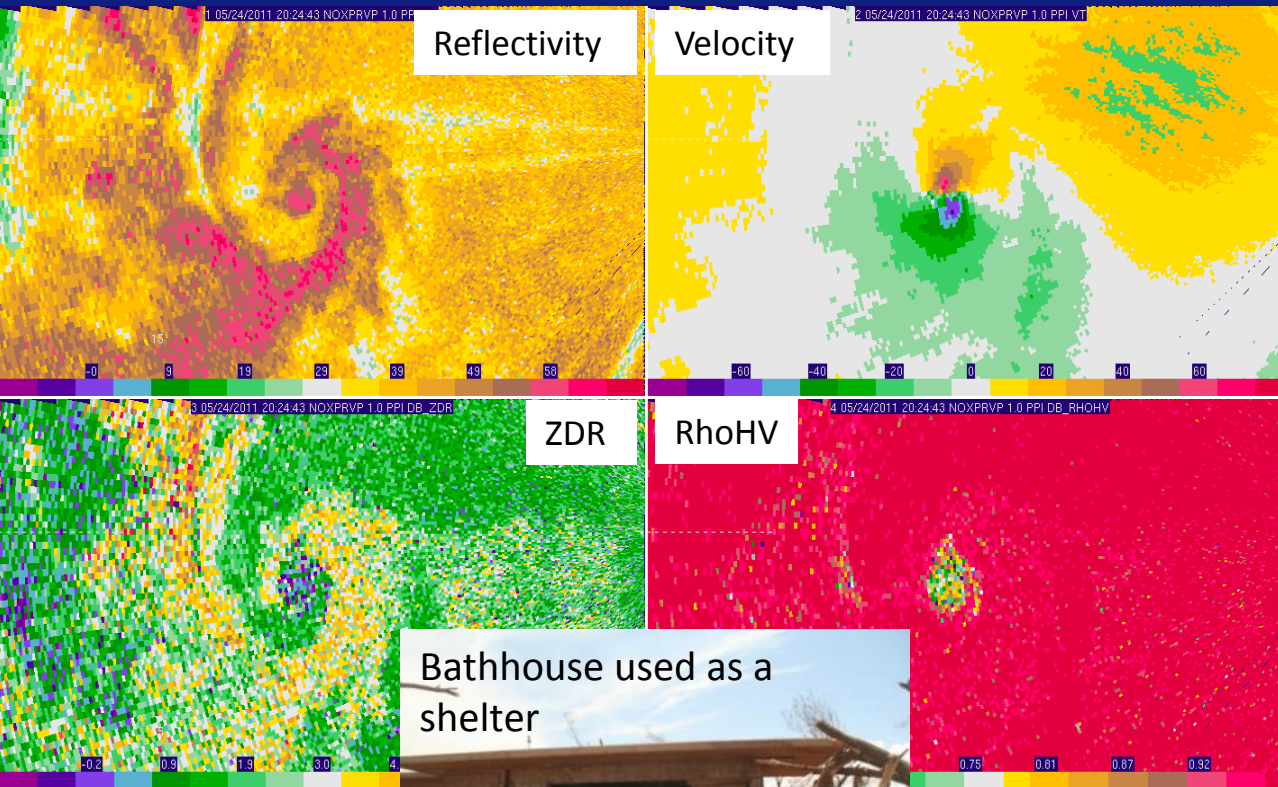 1 05/24/2011 20:24:43 NOXPRVP 1.0 PP
Reflectivity
2 05/24/2011 20:24:43 NOXPRVP 1.0 PPI VT
Velocity
15
-0 9 19 29 39 49 58
-60 -40 -20 0 20 40 60
3 05/24/2011 20:24:43 NOXPRVP 1.0 PPI DB_ZDR
ZDR
4 05/24/2011 20:24:43 NOXPRVP 1.0 PPI DB_RHOHV
RhoHV
Bathhouse used as a
shelter
-0.2 0.9 1.9 3.0 4.
0.75 0.81 0.87 0.92